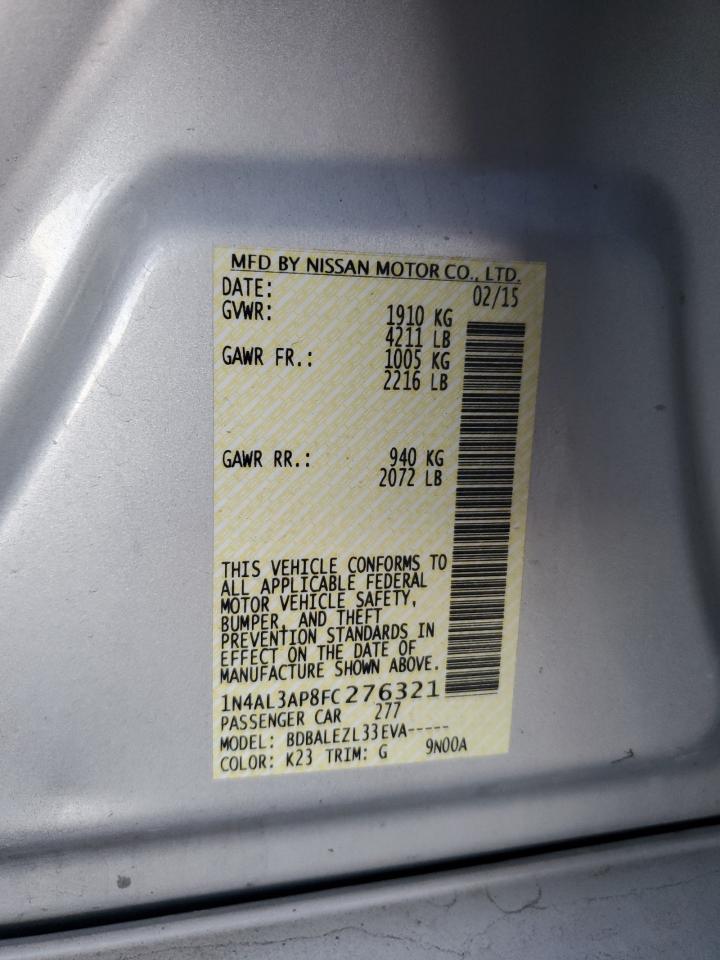 MFD BY NISSAN MOTOR CO., LTD.
DATE: 02/15
GVWR: 1910 KG
4211 LB
GAWR FR.: 1005 KG
2216 LB
GAWR RR.: 940 KG
2072 LB
THIS VEHICLE CONFORMS TO
ALL APPLICABLE FEDERAL
MOTOR VEHICLE SAFETY,
BUMPER, AND THEFT
PREVENTION STANDARDS IN
EFFECT ON THE DATE OF
MANUFACTURE SHOWN ABOVE.
1N4AL3AP8FC276321
PASSENGER CAR 277
MODEL: BDBALEZL33EVA-----
COLOR: K23 TRIM: G 9N00A